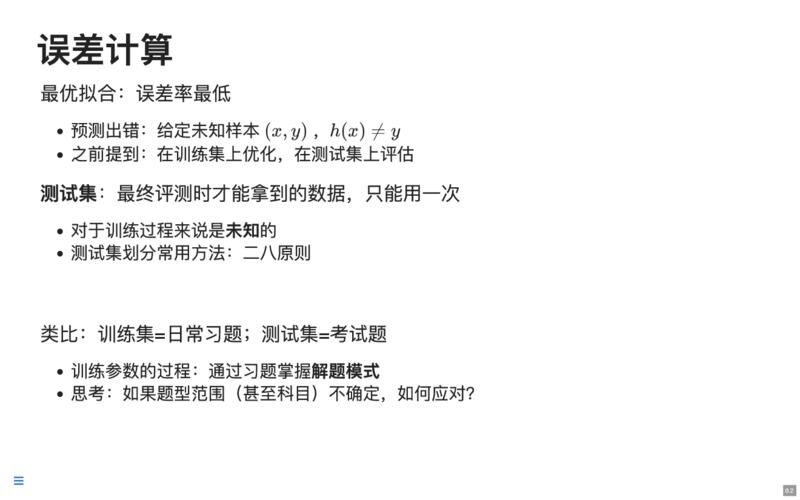 误差计算
最优拟合：误差率最低
• 预测出错：给定未知样本 (x, y)，h(x) ≠ y
• 之前提到：在训练集上优化，在测试集上评估
测试集：最终评测时才能拿到的数据，只能用一次
• 对于训练过程来说是未知的
• 测试集划分常用方法：二八原则
类比：训练集=日常习题；测试集=考试题
• 训练参数的过程：通过习题掌握解题模式
• 思考：如果题型范围（甚至科目）不确定，如何应对？
6.2